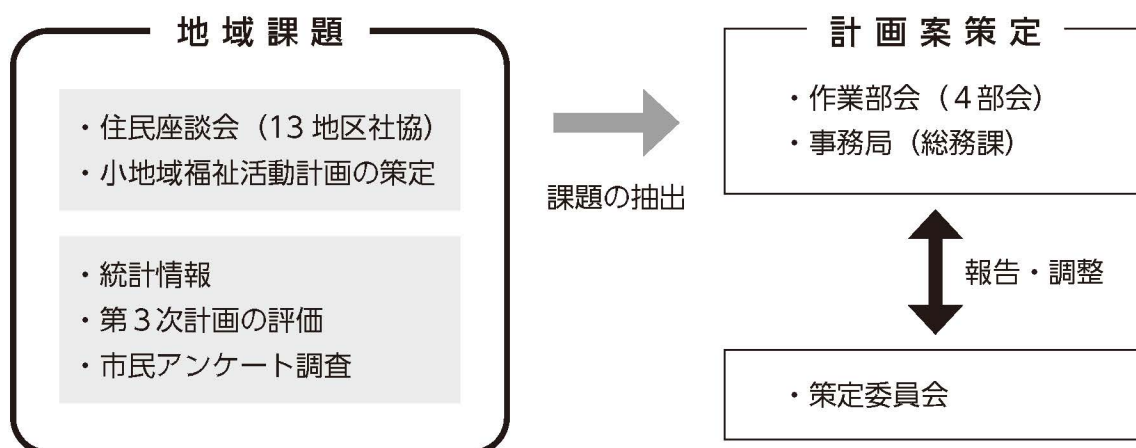 地域課題
・住民座談会（13地区社協）
・小地域福祉活動計画の策定
・統計情報
・第3次計画の評価
・市民アンケート調査
課題の抽出
計画案策定
・作業部会（4部会）
・事務局（総務課）
報告・調整
・策定委員会